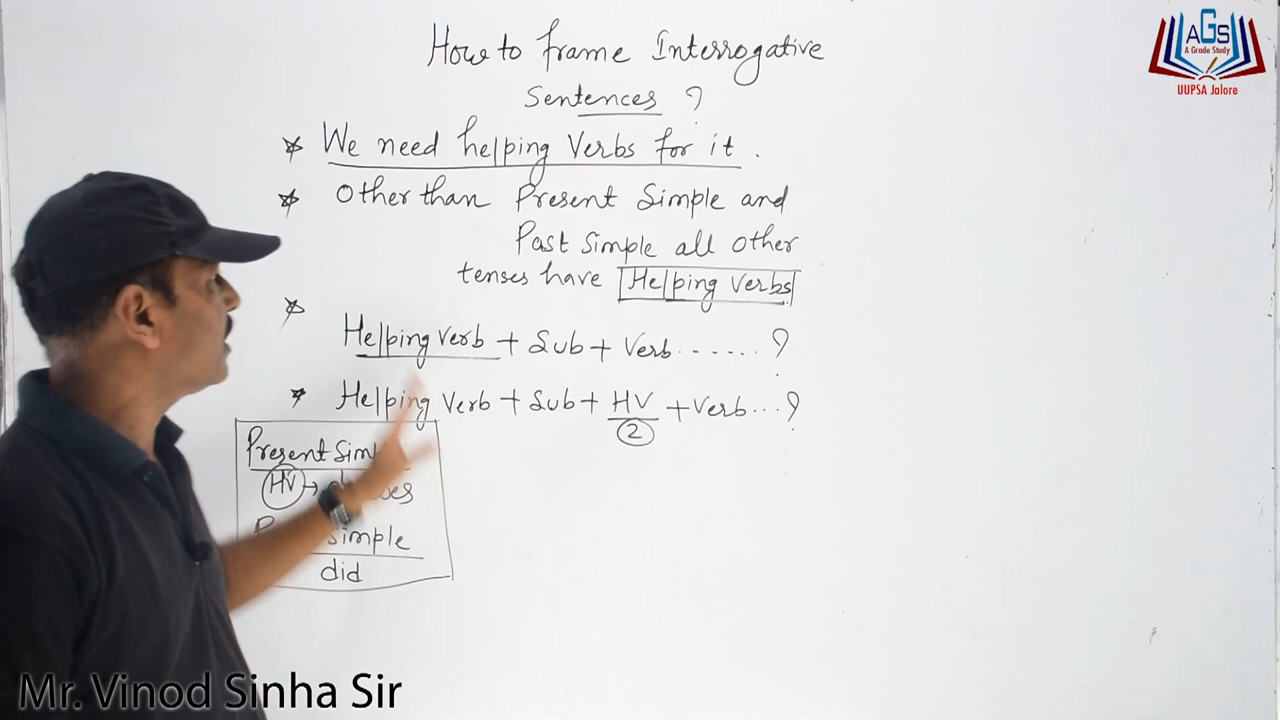 How to frame Interrogative
Sentences ?
We need helping Verbs for it .
Other than Present Simple and
Past Simple all other
tenses have Helping Verbs
Helping Verb + Sub + Verb ...... ?
Helping Verb + Sub + HV + Verb ... ?
2
Present
HV →
simple
did
AGS
A Grade Study
UUPSA Jalore
Mr. Vinod Sinha Sir